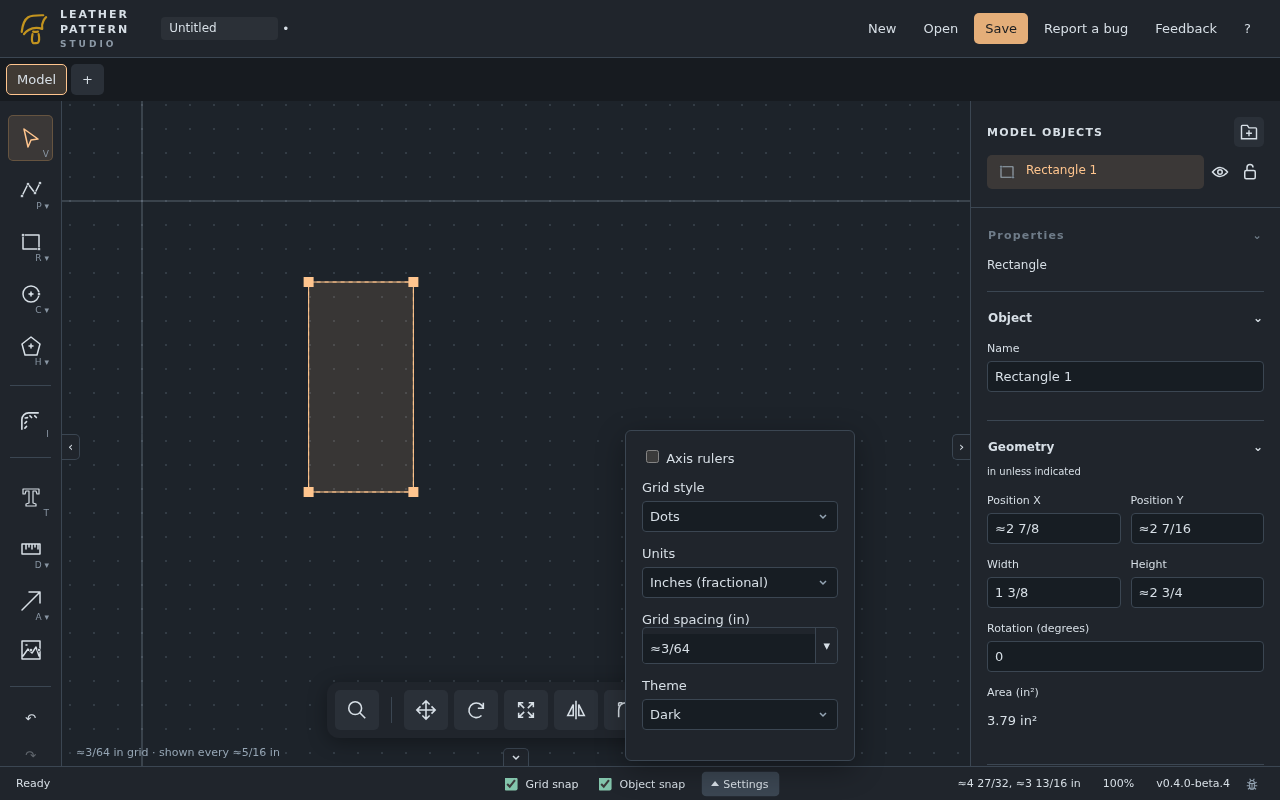 LEATHER
PATTERN
STUDIO
Untitled •
New Open Save Report a bug Feedback ?
Model +
V
P
R
C
H
I
T
D
A
MODEL OBJECTS
Rectangle 1
Properties
Rectangle
Object
Name
Rectangle 1
Geometry
in unless indicated
Position X Position Y
≈2 7/8 ≈2 7/16
Width Height
1 3/8 ≈2 3/4
Rotation (degrees)
0
Area (in²)
3.79 in²
Axis rulers
Grid style
Dots
Units
Inches (fractional)
Grid spacing (in)
≈3/64
Theme
Dark
≈3/64 in grid · shown every ≈5/16 in
Ready Grid snap Object snap Settings ≈4 27/32, ≈3 13/16 in 100% v0.4.0-beta.4